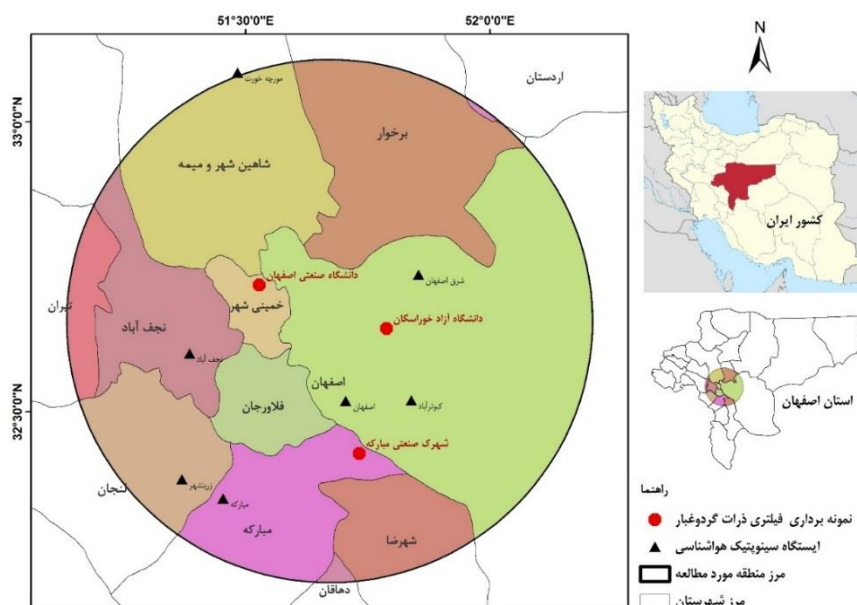 51°30'0"E
52°0'0"E
33°0'0"N
32°30'0"N
اردستان
مورچه خورت
برخوار
شاهین شهر و میمه
شرق اصفهان
دانشگاه صنعتی اصفهان
خمینی شهر
تیران
دانشگاه آزاد خوراسگان
نجف آباد
نجف آباد
اصفهان
فلاورجان
اصفهان
کبوترآباد
شهرک صنعتی مبارکه
لنجان
زرینشهر
مبارکه
مبارکه
شهرضا
دهاقان
N
کشور ایران
استان اصفهان
راهنما
نمونه برداری فیلتری ذرات گردوغبار
ایستگاه سینوپتیک هواشناسی
مرز منطقه مورد مطالعه
مرز شهرستان